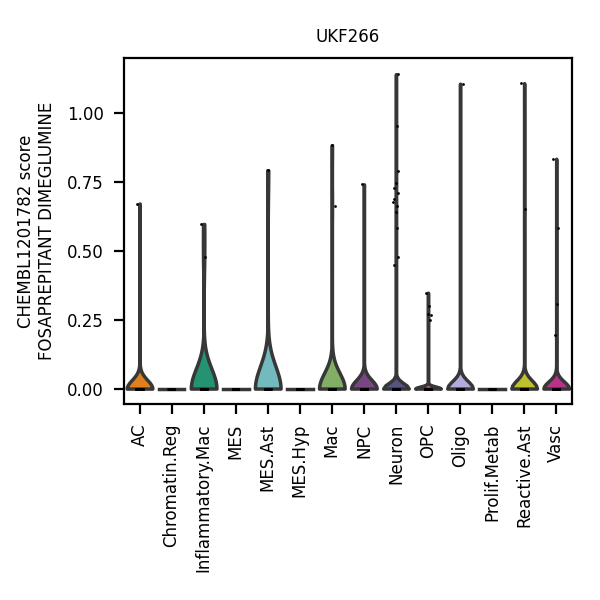 UKF266
CHEMBL1201782 score
FOSAPREPITANT DIMEGLUMINE
1.00
0.75
0.50
0.25
0.00
AC
Chromatin.Reg
Inflammatory.Mac
MES
MES.Ast
MES.Hyp
Mac
NPC
Neuron
OPC
Oligo
Prolif.Metab
Reactive.Ast
Vasc